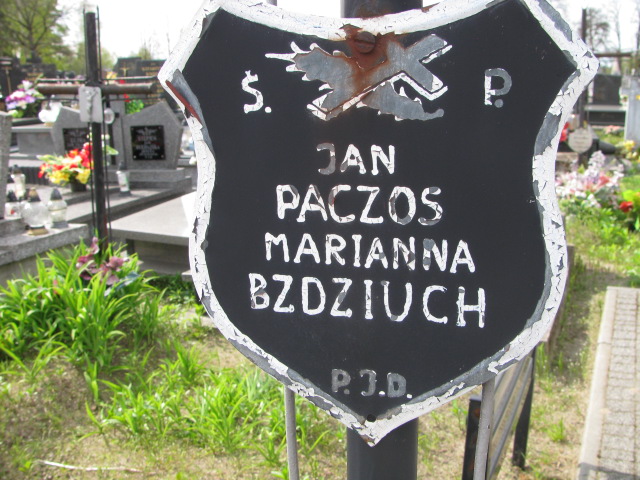 Ś. P.
JAN
PACZOS
MARIANNA
BZDZIUCH
P.J.D.